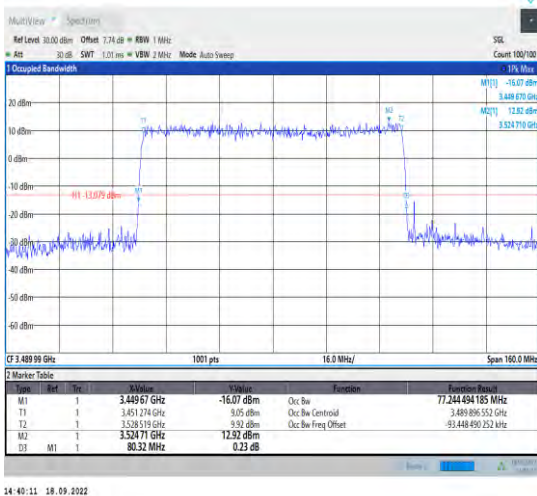 MultiView Spectrum
Ref Level 30.00 dBm Offset 7.74 dB RBW 1 MHz SGL
Att 30 dB SWT 1.01 ms VBW 2 MHz Mode Auto Sweep Count 100/100
1 Occupied Bandwidth 1Pk Max
M1[1] -16.07 dBm
3.449 670 GHz
M2[1] 12.92 dBm
3.524 710 GHz
20 dBm
T1 M2 T2
10 dBm
0 dBm
-10 dBm
H1 -13.079 dBm M1 D3
-20 dBm
-30 dBm
-40 dBm
-50 dBm
-60 dBm
CF 3.489 99 GHz 1001 pts 16.0 MHz/ Span 160.0 MHz
2 Marker Table
Type Ref Trc X-Value Y-Value Function Function Result
M1 1 3.449 67 GHz -16.07 dBm Occ Bw 77.244 494 185 MHz
T1 1 3.451 274 GHz 9.05 dBm Occ Bw Centroid 3.489 896 552 GHz
T2 1 3.528 519 GHz 9.92 dBm Occ Bw Freq Offset -93.448 490 252 kHz
M2 1 3.524 71 GHz 12.92 dBm
D3 M1 1 80.32 MHz 0.23 dB
14:40:11 18.09.2022